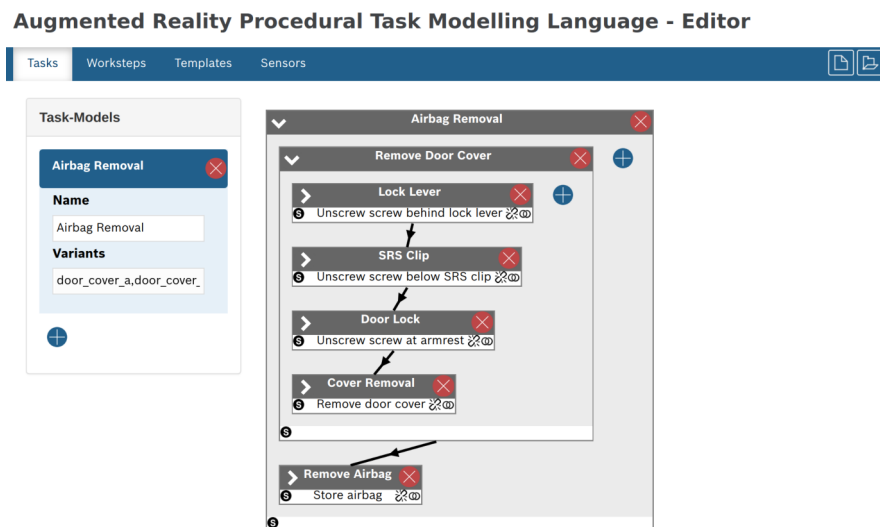 Augmented Reality Procedural Task Modelling Language - Editor
Tasks Worksteps Templates Sensors
Task-Models
Airbag Removal
Name
Airbag Removal
Variants
door_cover_a,door_cover_
Airbag Removal
Remove Door Cover
Lock Lever
S Unscrew screw behind lock lever
SRS Clip
S Unscrew screw below SRS clip
Door Lock
S Unscrew screw at armrest
Cover Removal
S Remove door cover
S
Remove Airbag
S Store airbag
S